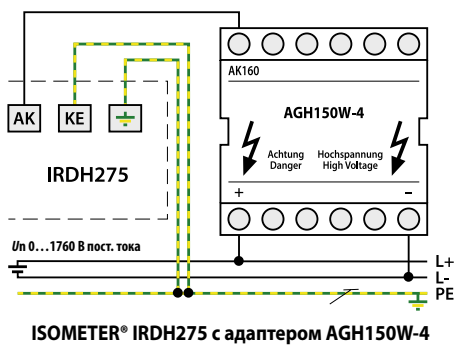 AK160
AGH150W-4
AK
KE
Achtung
Danger
Hochspannung
High Voltage
IRDH275
+
–
Un 0…1760 В пост. тока
L+
L-
PE
ISOMETER® IRDH275 с адаптером AGH150W-4